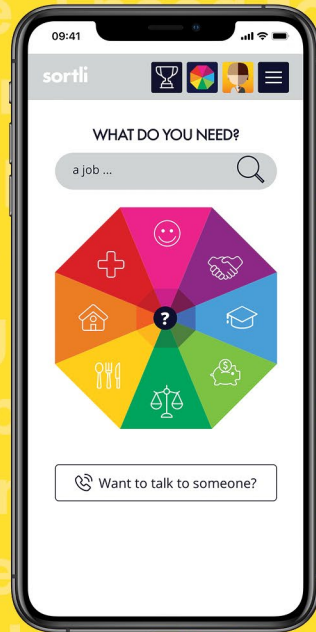 09:41
sortli
WHAT DO YOU NEED?
a job ...
?
$
Want to talk to someone?